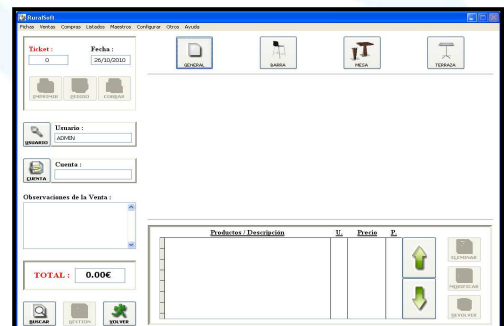 RuralSoft
Fichas Ventas Compras Listados Maestros Configurar Otros Ayuda
Ticket :
Fecha :
0
26/10/2010
IMPRIMIR
PEDIDO
COBRAR
GENERAL
BARRA
MESA
TERRAZA
Usuario :
ADMIN
USUARIO
Cuenta :
CUENTA
Observaciones de la Venta :
Productos / Descripción U. Precio P.
ELIMINAR
MODIFICAR
DEVOLVER
TOTAL : 0.00€
BUSCAR
GESTION
VOLVER